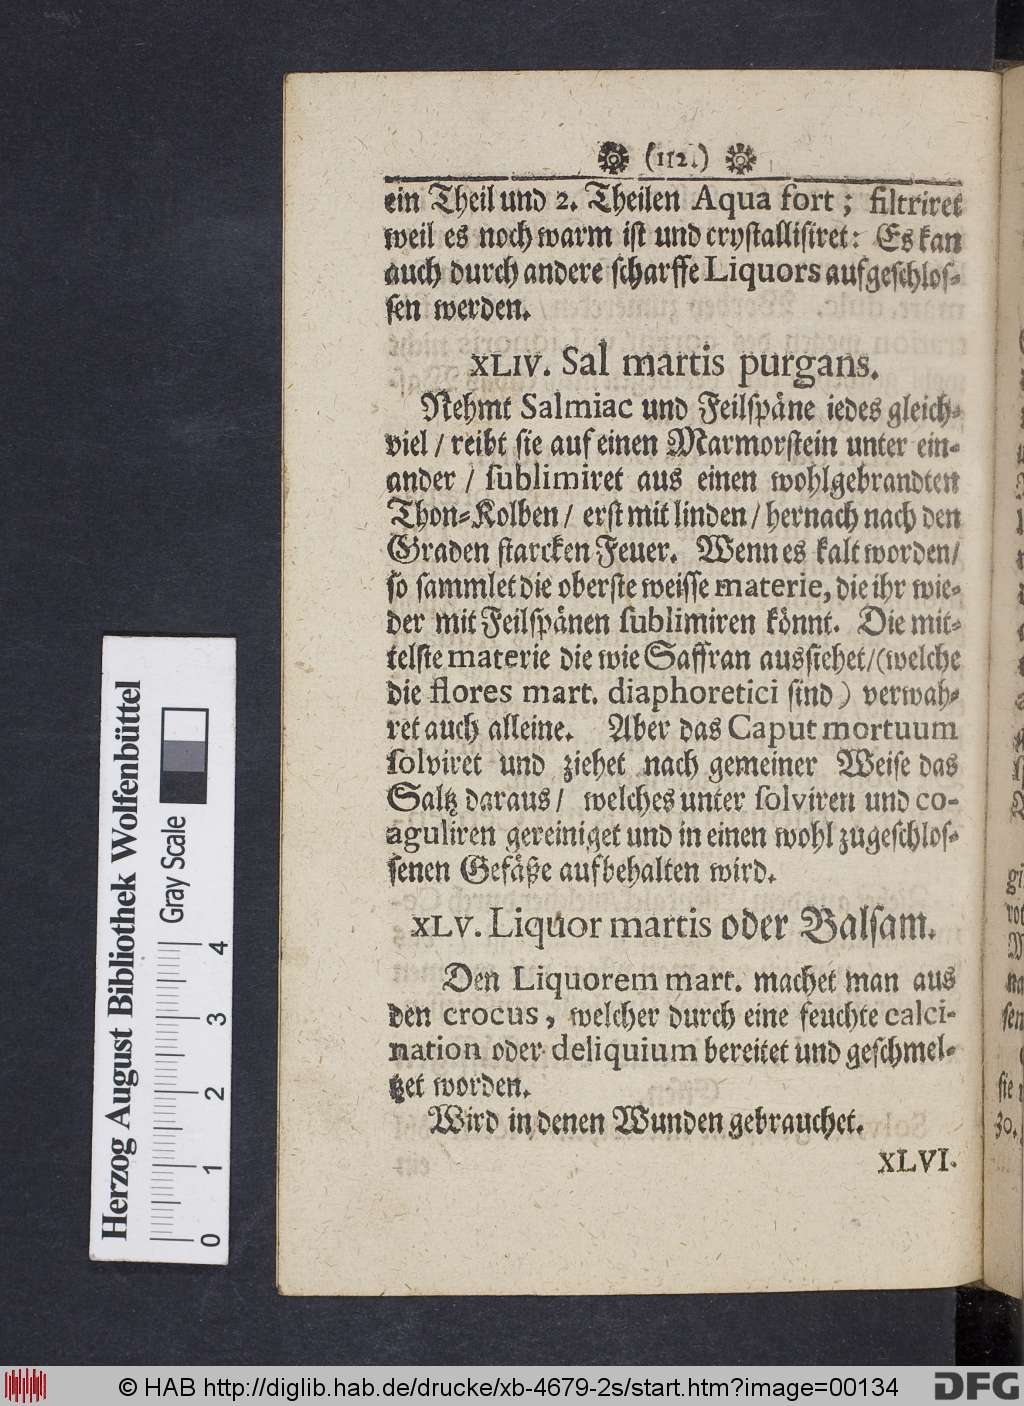 (112.)
ein Theil und 2. Theilen Aqua fort; filtriret
weil es noch warm ist und crystallisiret: Es kan
auch durch andere scharffe Liquors aufgeschlos-
sen werden.
XLIV. Sal martis purgans.
Nehmt Salmiac und Feilspäne iedes gleich-
viel / reibt sie auf einen Marmorstein unter ein-
ander / sublimiret aus einen wohlgebrandten
Thon-Kolben / erst mit linden / hernach nach den
Graden starcken Feuer. Wenn es kalt worden /
so sammlet die oberste weisse materie, die ihr wie-
der mit Feilspänen sublimiren könnt. Die mit-
telste materie die wie Saffran aussiehet / (welche
die flores mart. diaphoretici sind) verwah-
ret auch alleine. Aber das Caput mortuum
solviret und ziehet nach gemeiner Weise das
Saltz daraus / welches unter solviren und co-
aguliren gereiniget und in einen wohl zugeschlos-
senen Gefäße aufbehalten wird.
XLV. Liquor martis oder Balsam.
Den Liquorem mart. machet man aus
den crocus, welcher durch eine feuchte calci-
nation oder deliquium bereitet und geschmel-
tzet worden.
Wird in denen Wunden gebrauchet.
XLVI.
Herzog August Bibliothek Wolfenbüttel
Gray Scale
0 1 2 3 4
© HAB http://diglib.hab.de/drucke/xb-4679-2s/start.htm?image=00134
DFG